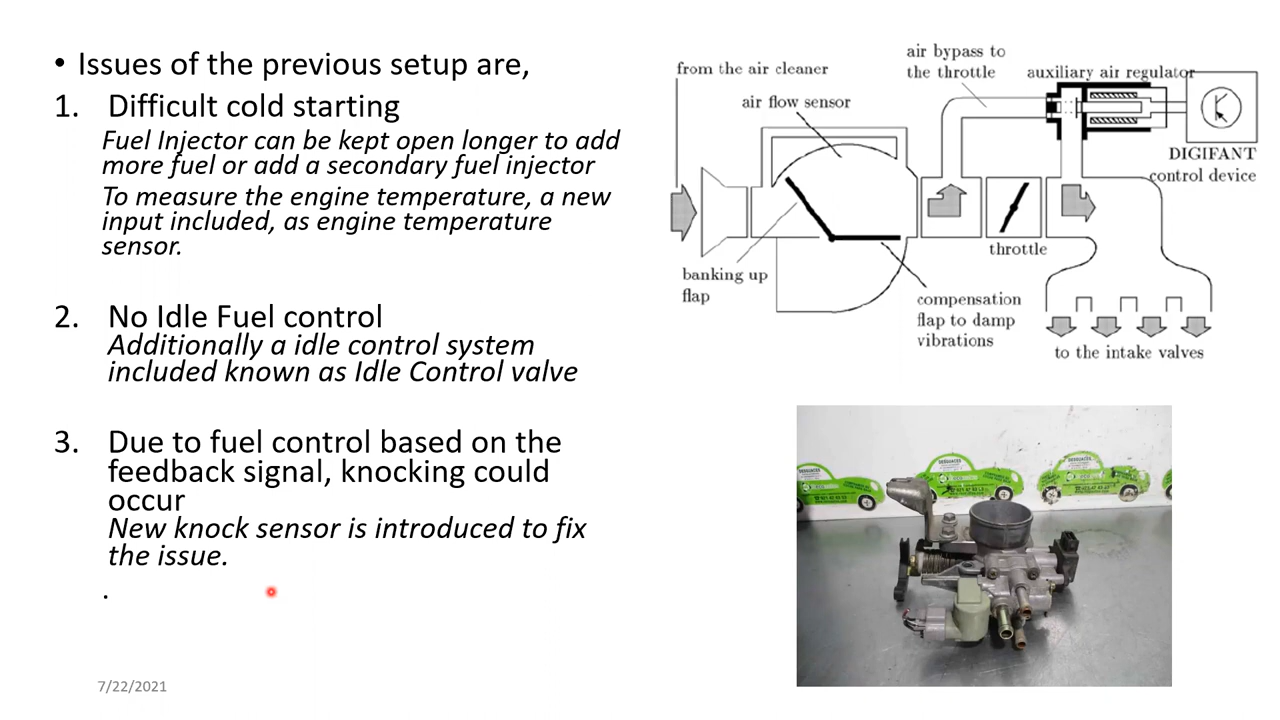 • Issues of the previous setup are,
1. Difficult cold starting
Fuel Injector can be kept open longer to add
more fuel or add a secondary fuel injector
To measure the engine temperature, a new
input included, as engine temperature
sensor.
2. No Idle Fuel control
Additionally a idle control system
included known as Idle Control valve
3. Due to fuel control based on the
feedback signal, knocking could
occur
New knock sensor is introduced to fix
the issue.
.
7/22/2021
from the air cleaner
air flow sensor
air bypass to
the throttle
auxiliary air regulator
DIGIFANT
control device
throttle
banking up
flap
compensation
flap to damp
vibrations
to the intake valves